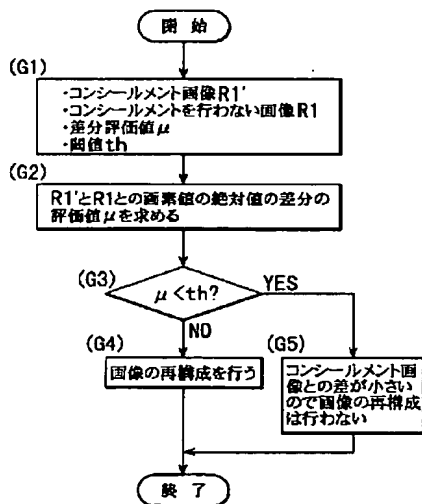 開始
(G1)
・コンシールメント画像R1'
・コンシールメントを行わない画像R1
・差分評価値μ
・閾値th
(G2)
R1'とR1との画素値の絶対値の差分の
評価値μを求める
(G3)
μ<th?
YES
NO
(G4)
画像の再構成を行う
(G5)
コンシールメント画
像との差が小さい
ので画像の再構成
は行わない
終了